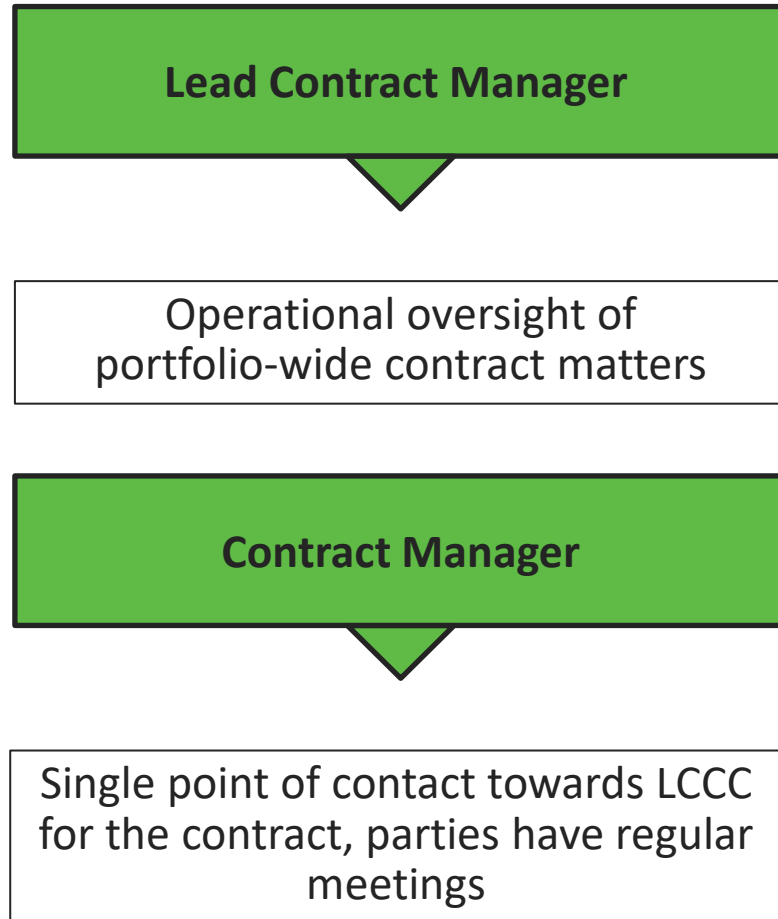 Lead Contract Manager
Operational oversight of
portfolio-wide contract matters
Contract Manager
Single point of contact towards LCCC
for the contract, parties have regular
meetings